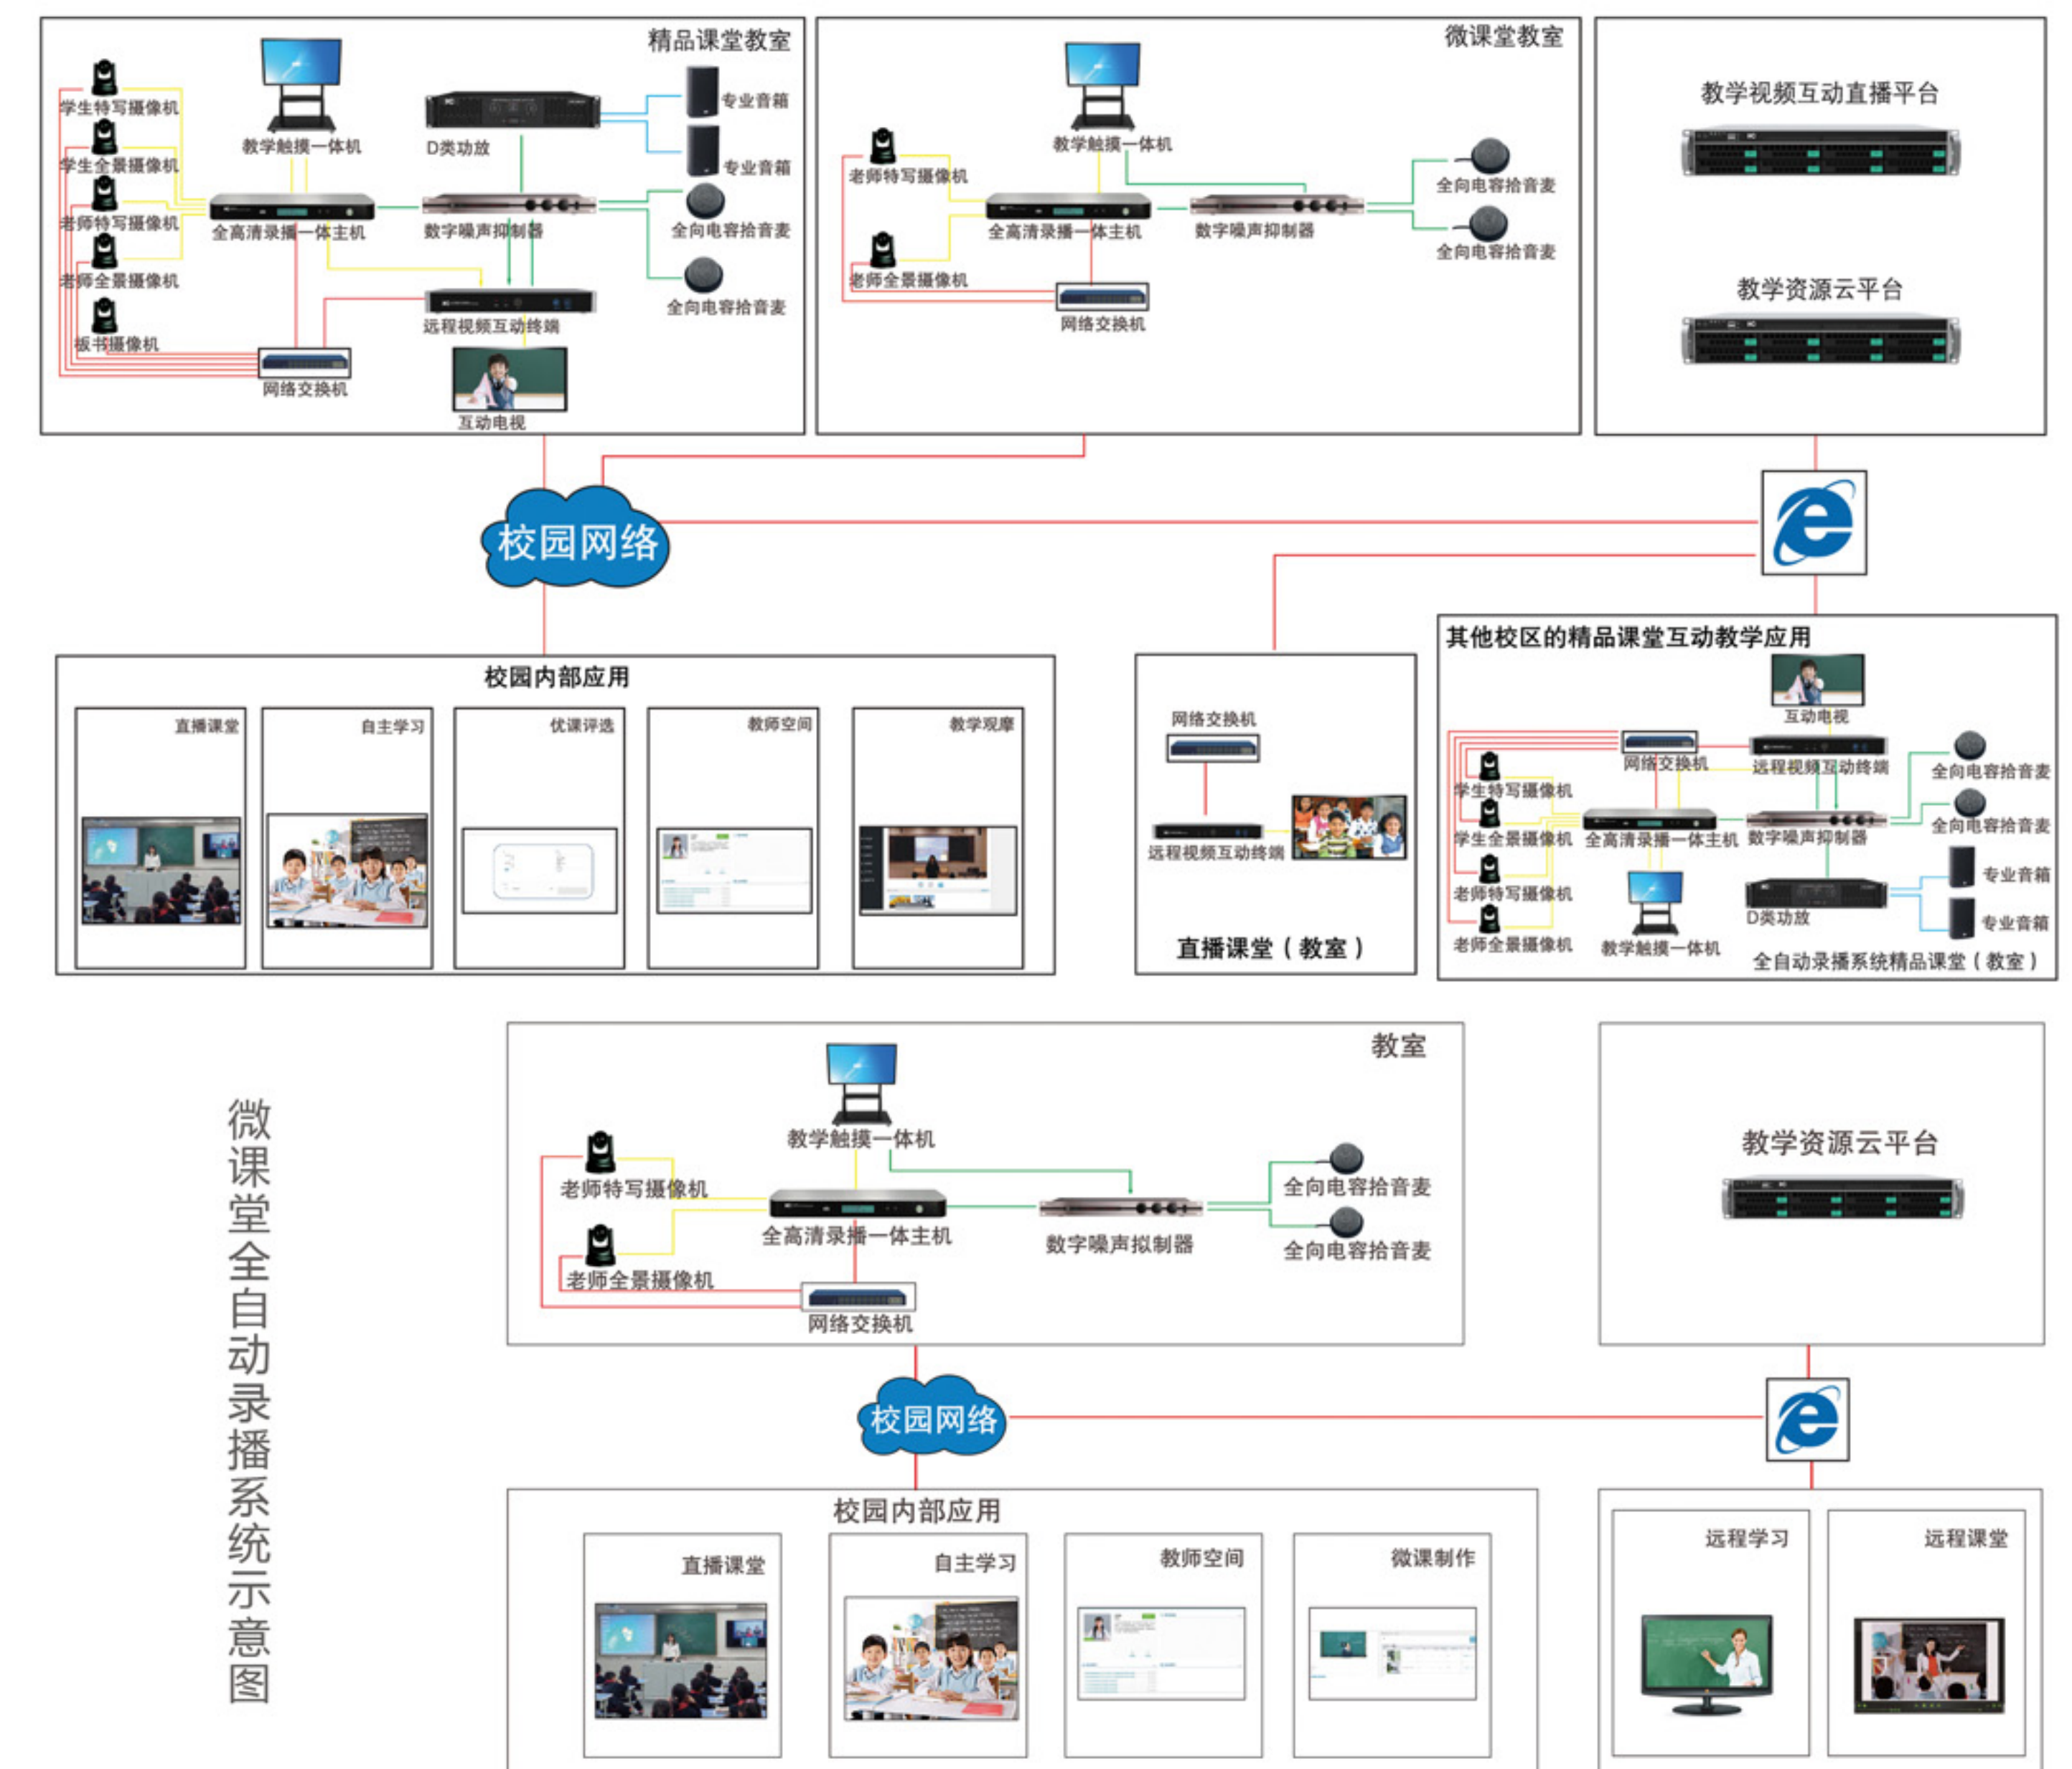 精品课堂教室
学生特写摄像机
学生全景摄像机
老师特写摄像机
老师全景摄像机
板书摄像机
教学触摸一体机
D类功放
专业音箱
专业音箱
全高清录播一体主机
数字噪声抑制器
全向电容拾音麦
全向电容拾音麦
远程视频互动终端
网络交换机
互动电视
微课堂教室
教学触摸一体机
老师特写摄像机
全高清录播一体主机
数字噪声抑制器
全向电容拾音麦
全向电容拾音麦
老师全景摄像机
网络交换机
教学视频互动直播平台
教学资源云平台
校园网络
校园内部应用
直播课堂
自主学习
优课评选
教师空间
教学观摩
网络交换机
远程视频互动终端
直播课堂（教室）
其他校区的精品课堂互动教学应用
互动电视
网络交换机
远程视频互动终端
全向电容拾音麦
全向电容拾音麦
学生特写摄像机
学生全景摄像机
老师特写摄像机
老师全景摄像机
全高清录播一体主机
数字噪声抑制器
教学触摸一体机
D类功放
专业音箱
专业音箱
全自动录播系统精品课堂（教室）
微课堂全自动录播系统示意图
教室
教学触摸一体机
老师特写摄像机
全高清录播一体主机
数字噪声拟制器
全向电容拾音麦
全向电容拾音麦
老师全景摄像机
网络交换机
教学资源云平台
校园网络
校园内部应用
直播课堂
自主学习
教师空间
微课制作
远程学习
远程课堂